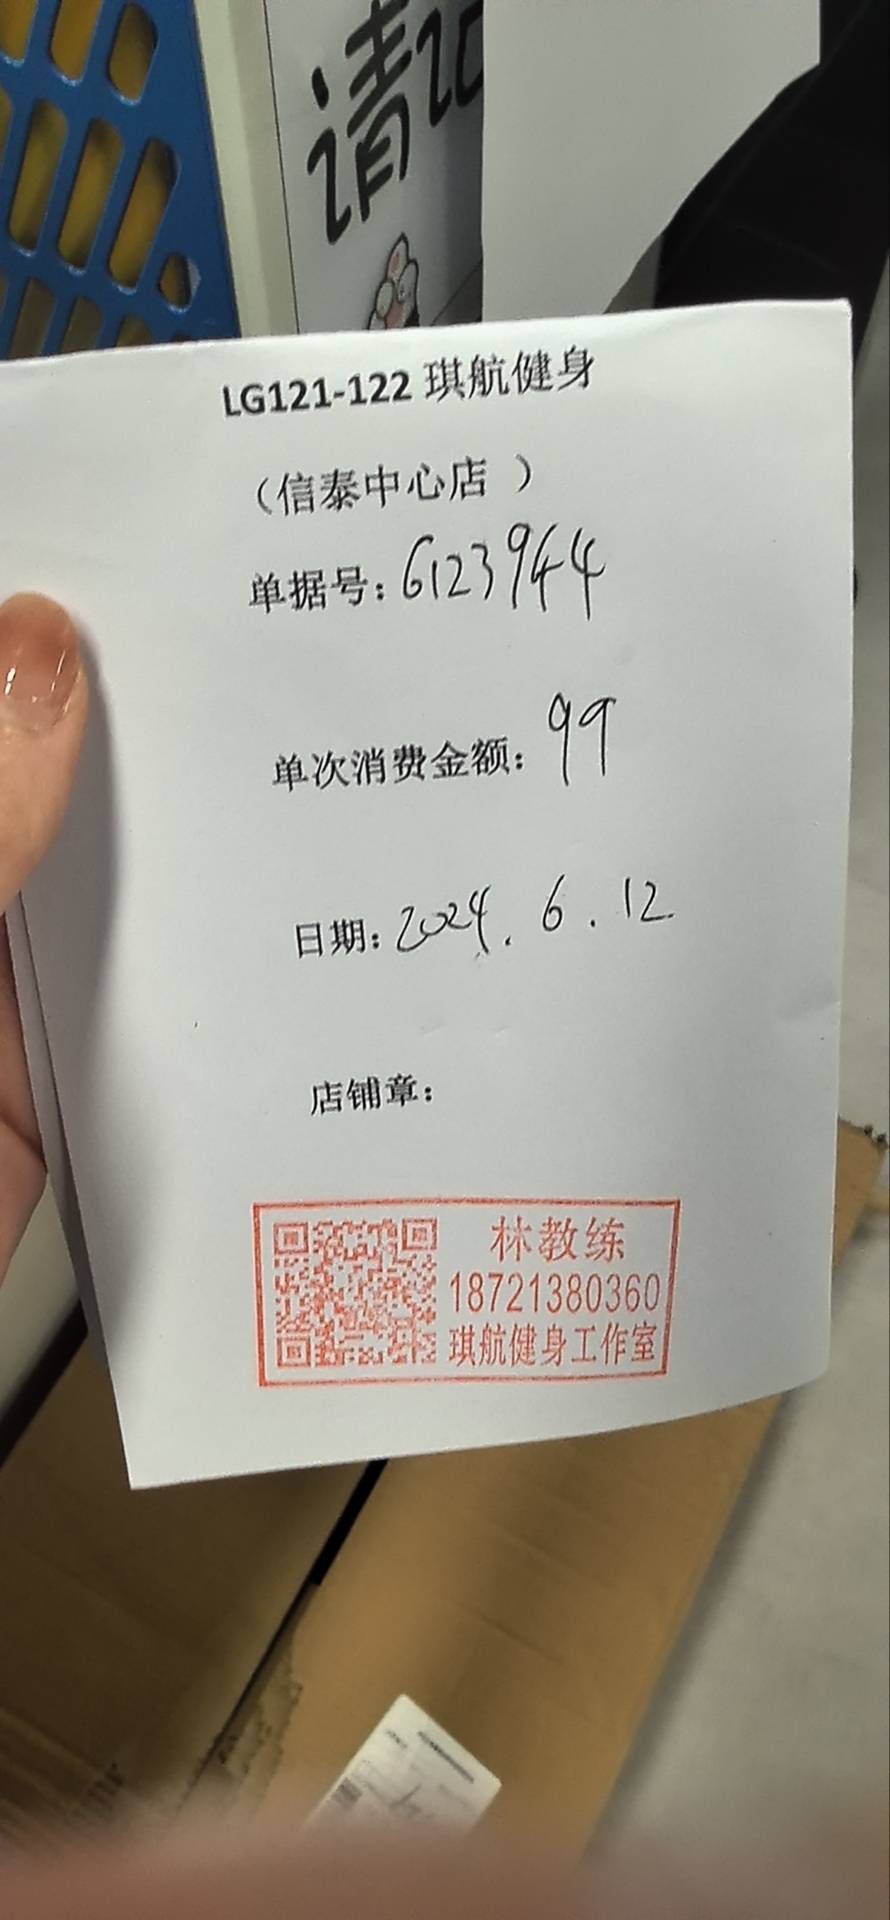 请记
LG121-122 琪航健身
（信泰中心店 ）
单据号：6123944
单次消费金额：99
日期：2024.6.12
店铺章：
林教练
18721380360
琪航健身工作室